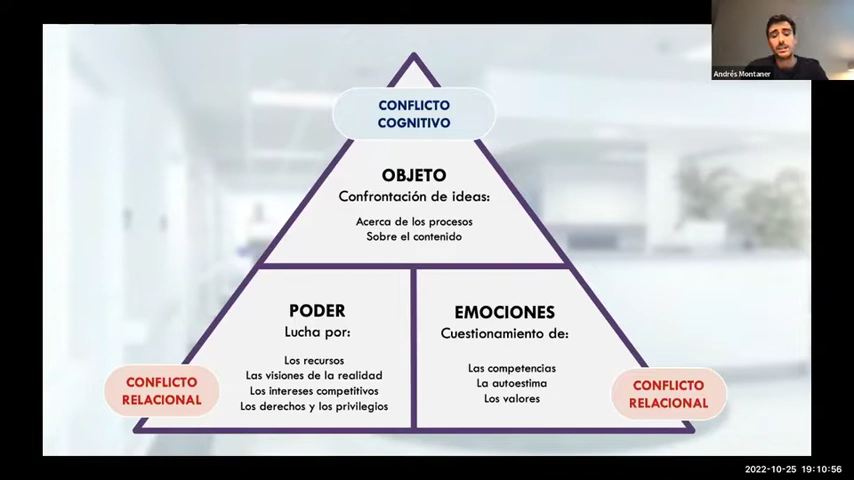 Andrés Montaner
CONFLICTO
COGNITIVO
OBJETO
Confrontación de ideas:
Acerca de los procesos
Sobre el contenido
PODER
Lucha por:
Los recursos
Las visiones de la realidad
Los intereses competitivos
Los derechos y los privilegios
EMOCIONES
Cuestionamiento de:
Las competencias
La autoestima
Los valores
CONFLICTO
RELACIONAL
CONFLICTO
RELACIONAL
2022-10-25 19:10:56